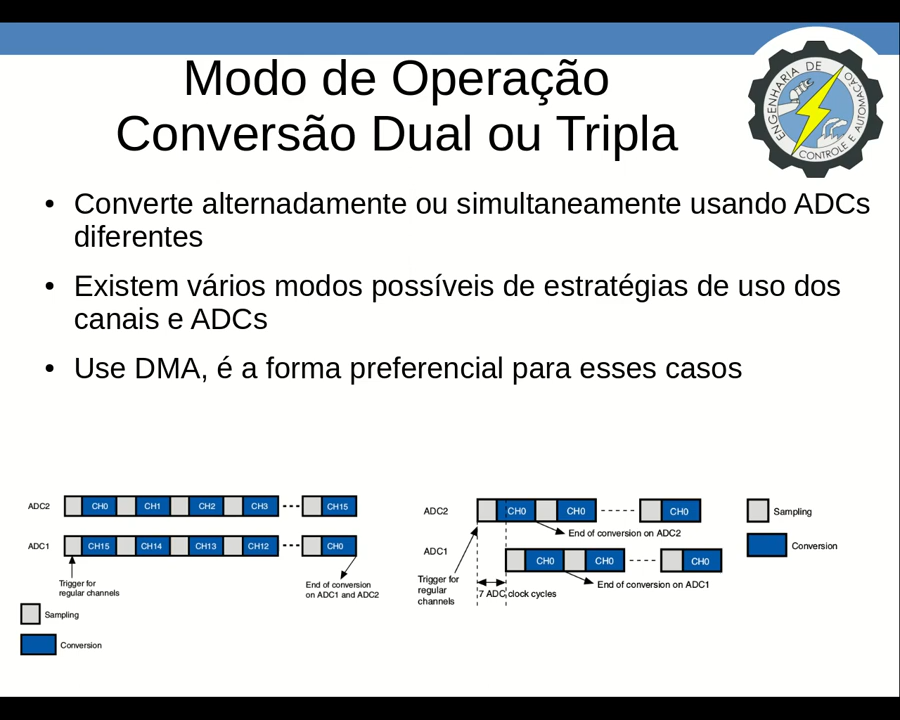 Modo de Operação
Conversão Dual ou Tripla
ENGENHARIA DE
CONTROLE E AUTOMAÇÃO
• Converte alternadamente ou simultaneamente usando ADCs
diferentes
• Existem vários modos possíveis de estratégias de uso dos
canais e ADCs
• Use DMA, é a forma preferencial para esses casos
ADC2 CH0 CH1 CH2 CH3 CH15
ADC1 CH15 CH14 CH13 CH12 CH0
Trigger for
regular channels
End of conversion
on ADC1 and ADC2
Sampling
Conversion
ADC2 CH0 CH0 CH0
End of conversion on ADC2
ADC1 CH0 CH0 CH0
End of conversion on ADC1
Trigger for
regular
channels
7 ADC clock cycles
Sampling
Conversion